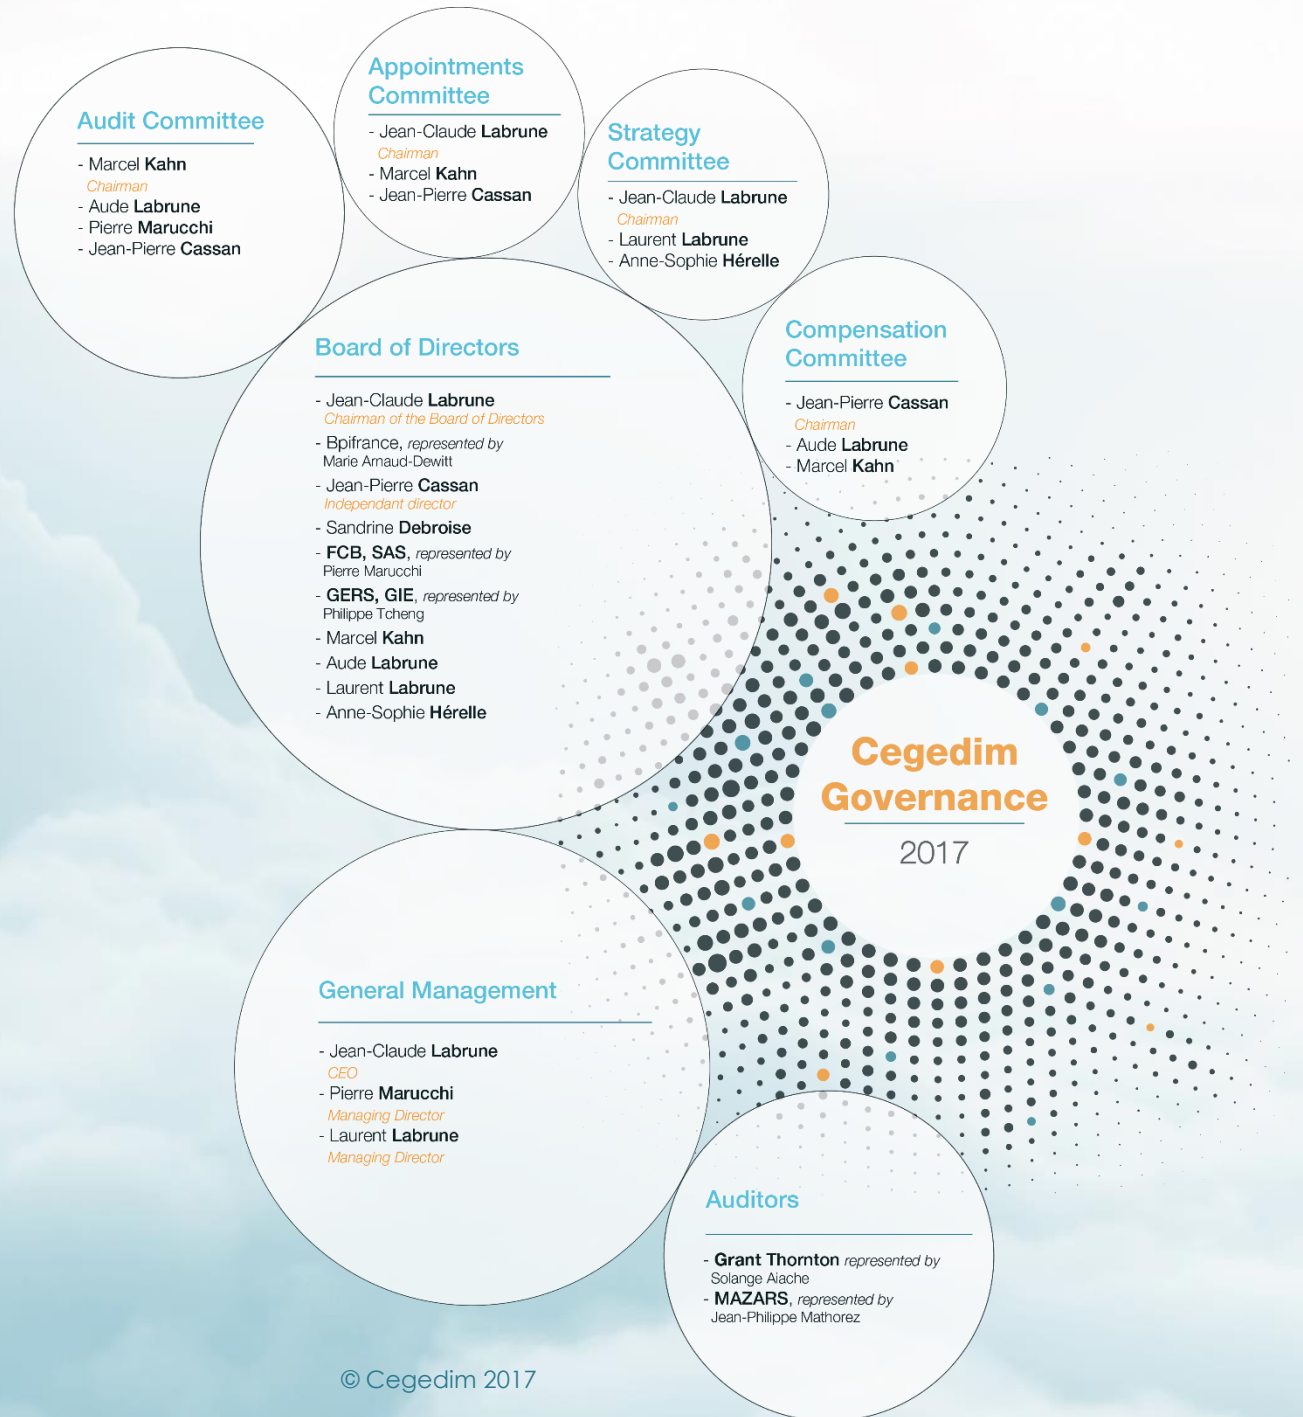 Appointments
Committee
- Jean-Claude Labrune
Chairman
- Marcel Kahn
- Jean-Pierre Cassan
Audit Committee
- Marcel Kahn
Chairman
- Aude Labrune
- Pierre Marucchi
- Jean-Pierre Cassan
Strategy
Committee
- Jean-Claude Labrune
Chairman
- Laurent Labrune
- Anne-Sophie Hérelle
Compensation
Committee
- Jean-Pierre Cassan
Chairman
- Aude Labrune
- Marcel Kahn
Board of Directors
- Jean-Claude Labrune
Chairman of the Board of Directors
- Bpifrance, represented by
Marie Arnaud-Dewitt
- Jean-Pierre Cassan
Independant director
- Sandrine Debroise
- FCB, SAS, represented by
Pierre Marucchi
- GERS, GIE, represented by
Philippe Tcheng
- Marcel Kahn
- Aude Labrune
- Laurent Labrune
- Anne-Sophie Hérelle
Cegedim
Governance
2017
General Management
- Jean-Claude Labrune
CEO
- Pierre Marucchi
Managing Director
- Laurent Labrune
Managing Director
Auditors
- Grant Thornton represented by
Solange Aiache
- MAZARS, represented by
Jean-Philippe Mathorez
© Cegedim 2017